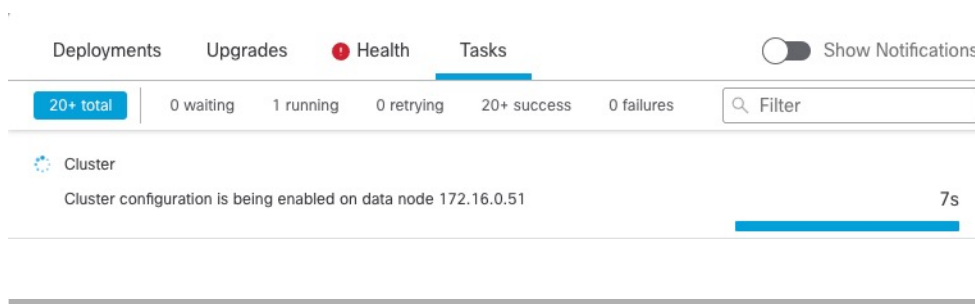 Deployments Upgrades Health Tasks Show Notifications
20+ total 0 waiting 1 running 0 retrying 20+ success 0 failures Filter
Cluster
Cluster configuration is being enabled on data node 172.16.0.51 7s